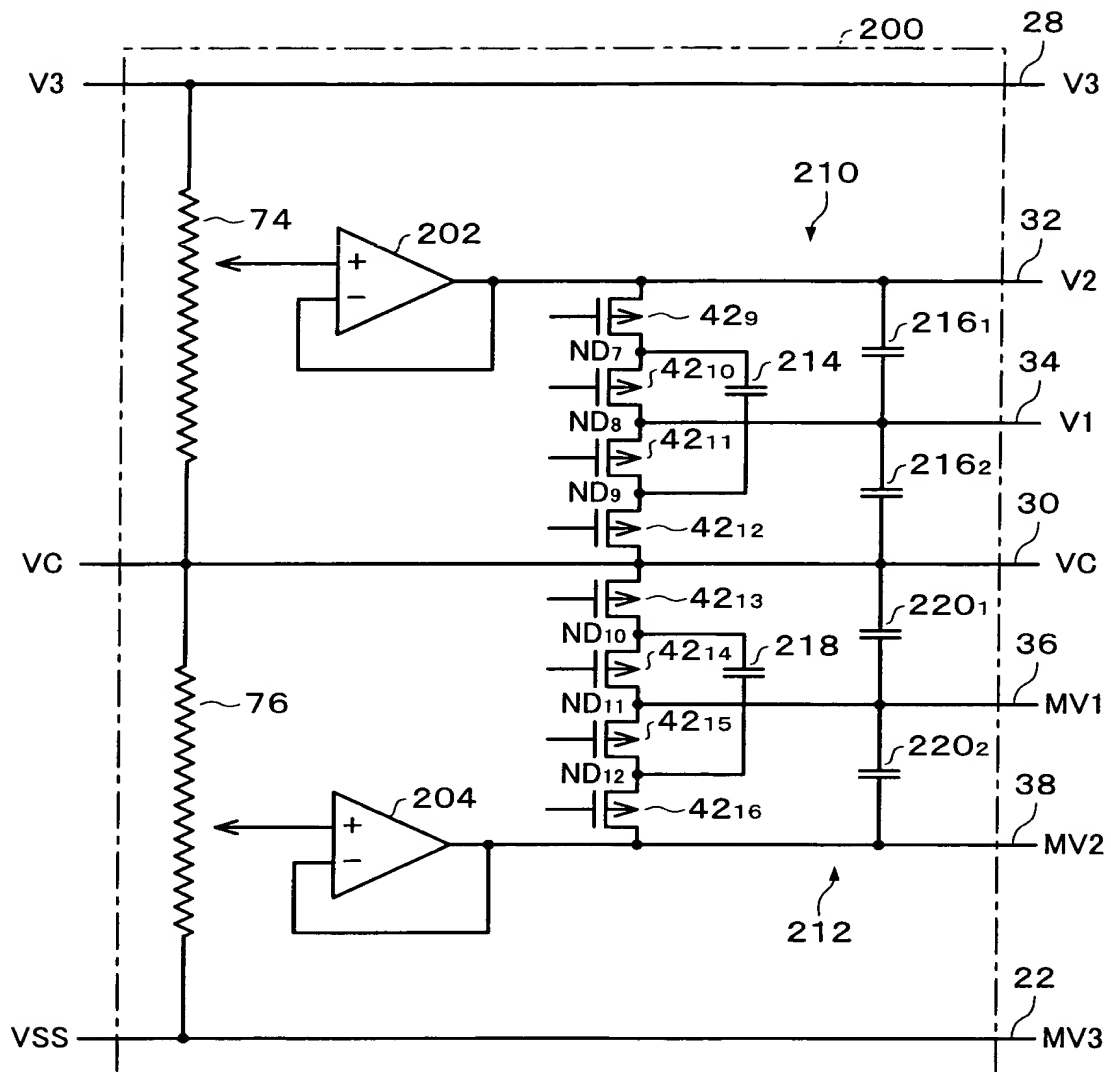 200
28
V3
V3
210
74
202
32
+
V2
−
42₉
216₁
ND₇
214
34
42₁₀
ND₈
V1
42₁₁
216₂
ND₉
30
42₁₂
VC
VC
42₁₃
220₁
ND₁₀
218
36
42₁₄
76
ND₁₁
MV1
42₁₅
220₂
ND₁₂
204
42₁₆
38
+
MV2
−
212
22
VSS
MV3